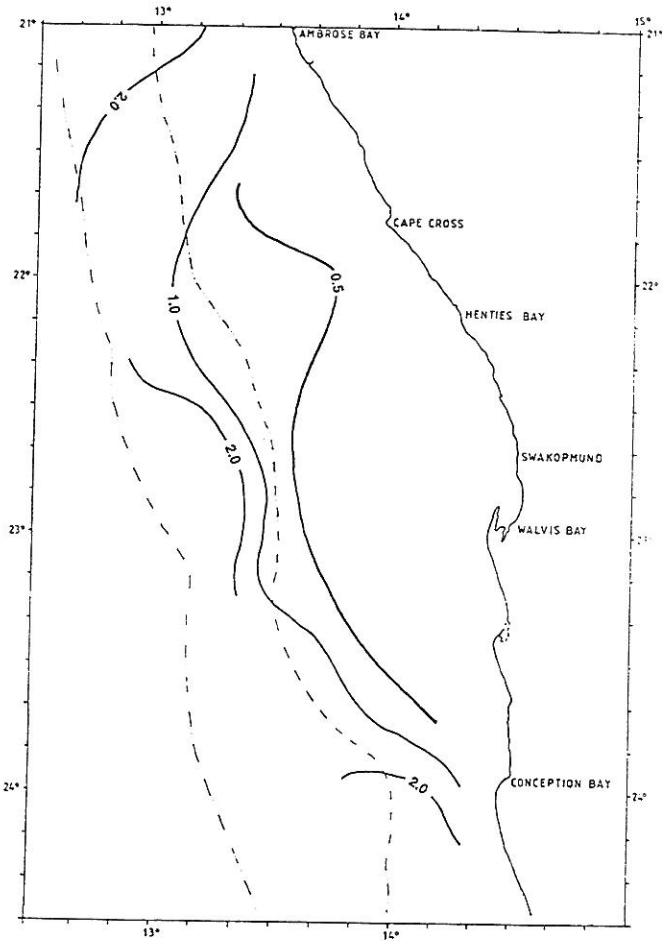 13° 14° 15°
21° AMBROSE BAY 21°
2.0
CAPE CROSS
22° 0.5 22°
1.0
HENTIES BAY
2.0 SWAKOPMUND
23° WALVIS BAY
24° 2.0 CONCEPTION BAY 24°
13° 14°